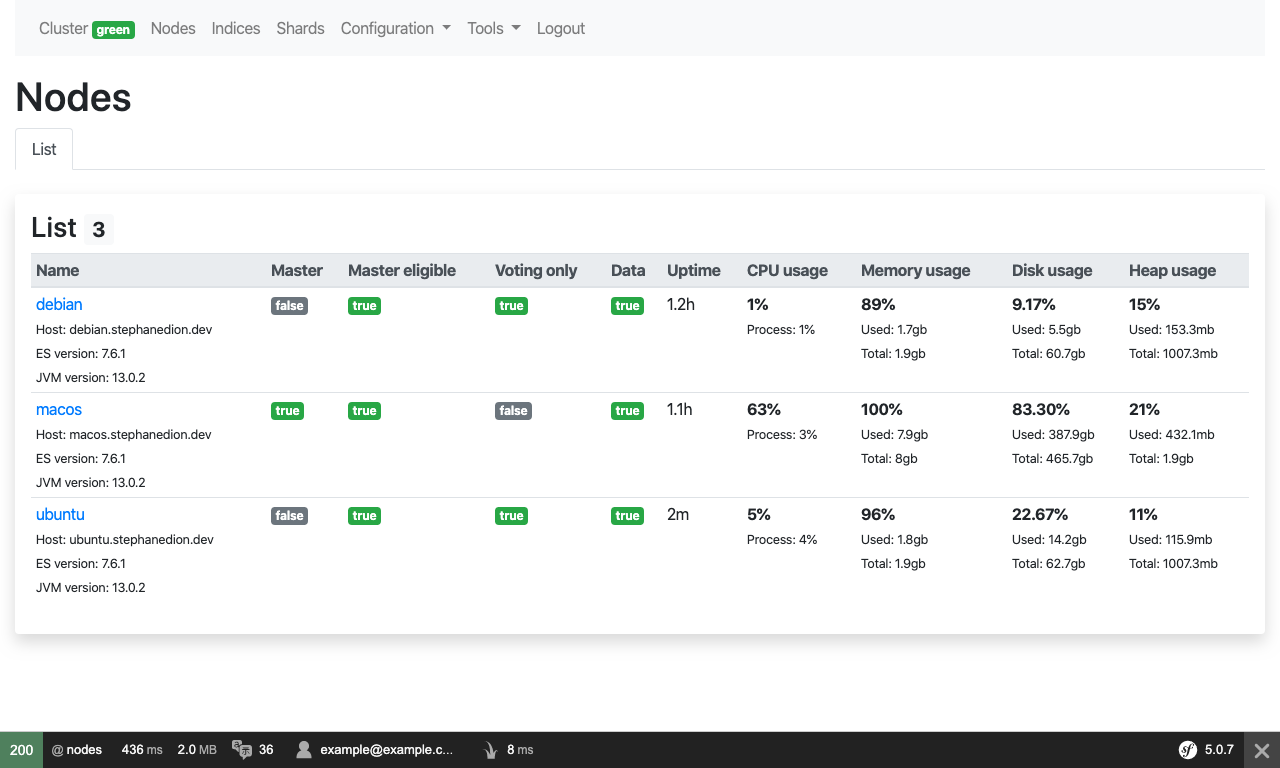 Cluster green Nodes Indices Shards Configuration Tools Logout
Nodes
List
List 3
Name Master Master eligible Voting only Data Uptime CPU usage Memory usage Disk usage Heap usage
debian false true true true 1.2h 1% 89% 9.17% 15%
Host: debian.stephanedion.dev Process: 1% Used: 1.7gb Used: 5.5gb Used: 153.3mb
ES version: 7.6.1 Total: 1.9gb Total: 60.7gb Total: 1007.3mb
JVM version: 13.0.2
macos true true false true 1.1h 63% 100% 83.30% 21%
Host: macos.stephanedion.dev Process: 3% Used: 7.9gb Used: 387.9gb Used: 432.1mb
ES version: 7.6.1 Total: 8gb Total: 465.7gb Total: 1.9gb
JVM version: 13.0.2
ubuntu false true true true 2m 5% 96% 22.67% 11%
Host: ubuntu.stephanedion.dev Process: 4% Used: 1.8gb Used: 14.2gb Used: 115.9mb
ES version: 7.6.1 Total: 1.9gb Total: 62.7gb Total: 1007.3mb
JVM version: 13.0.2
200 @ nodes 436 ms 2.0 MB 36 example@example.c... 8 ms sf 5.0.7